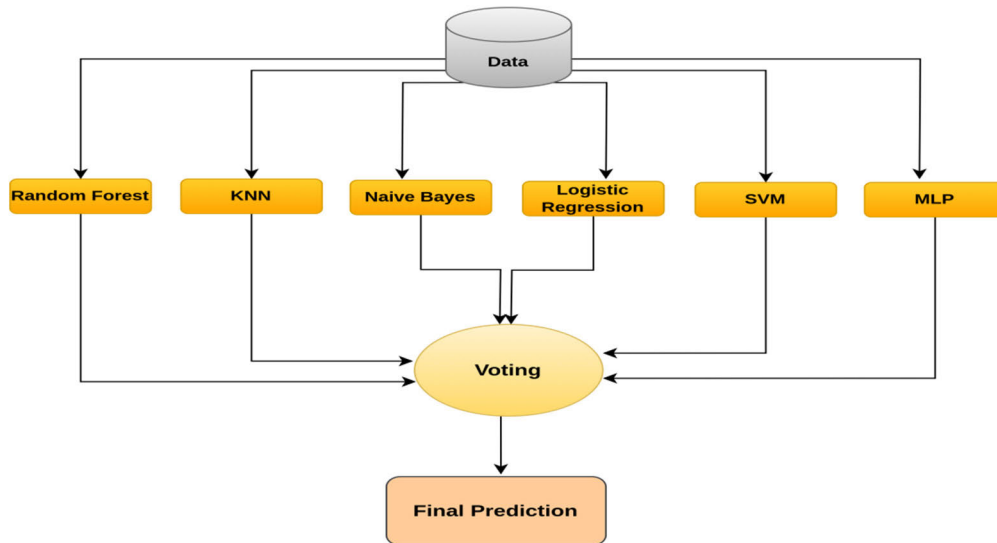 Data
Random Forest
KNN
Naive Bayes
Logistic
Regression
SVM
MLP
Voting
Final Prediction